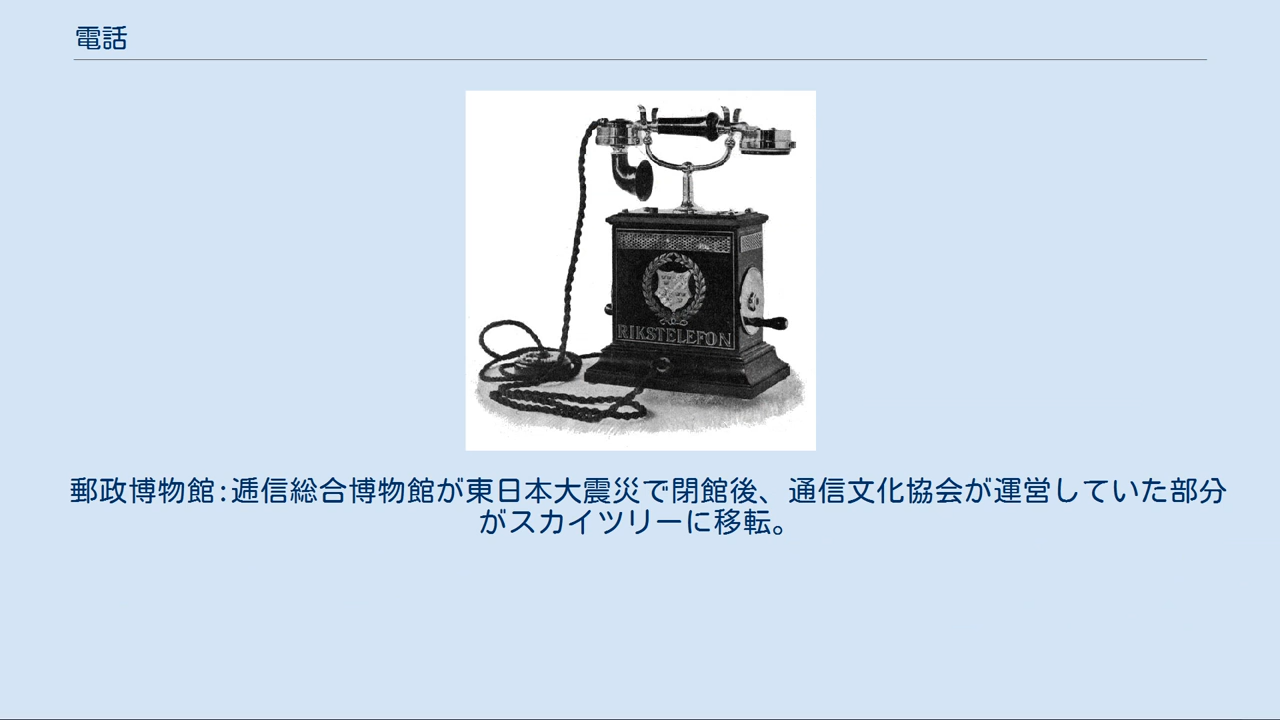 電話
RIKSTELEFON
郵政博物館:逓信総合博物館が東日本大震災で閉館後、通信文化協会が運営していた部分
がスカイツリーに移転。